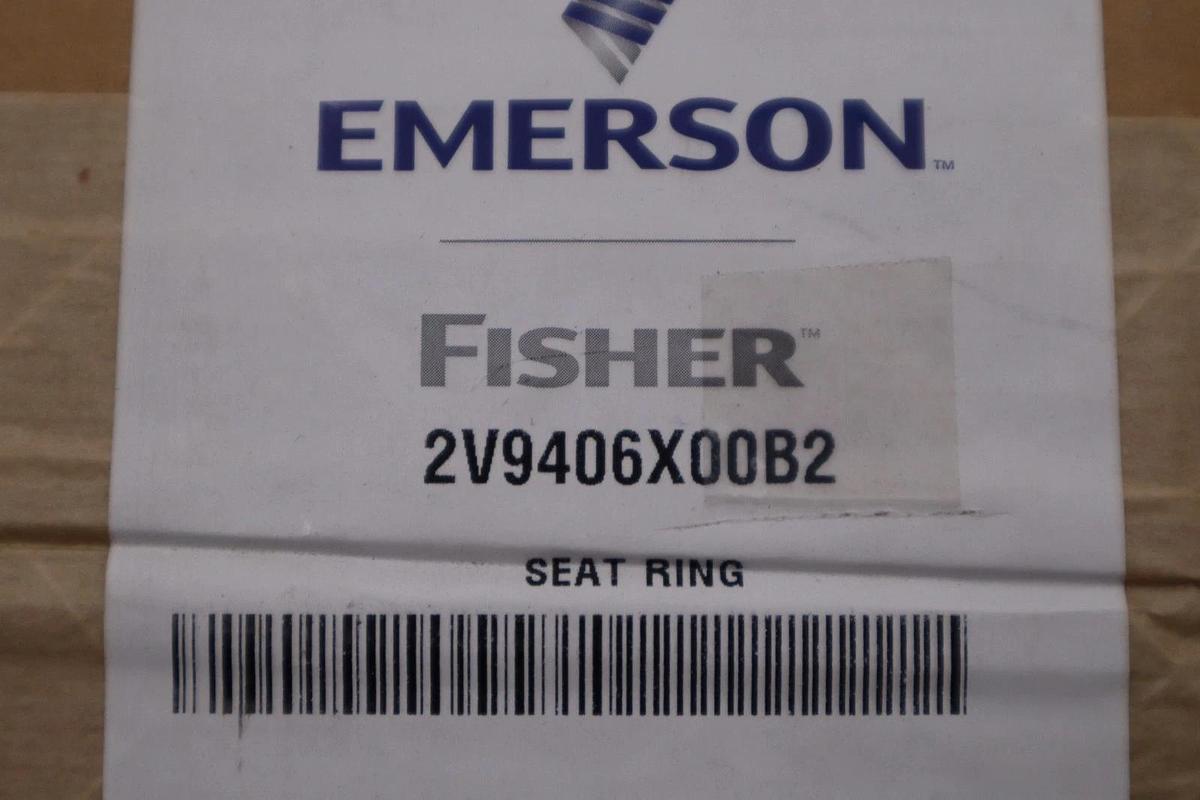 EMERSON™
FISHER™
2V9406X00B2
SEAT RING